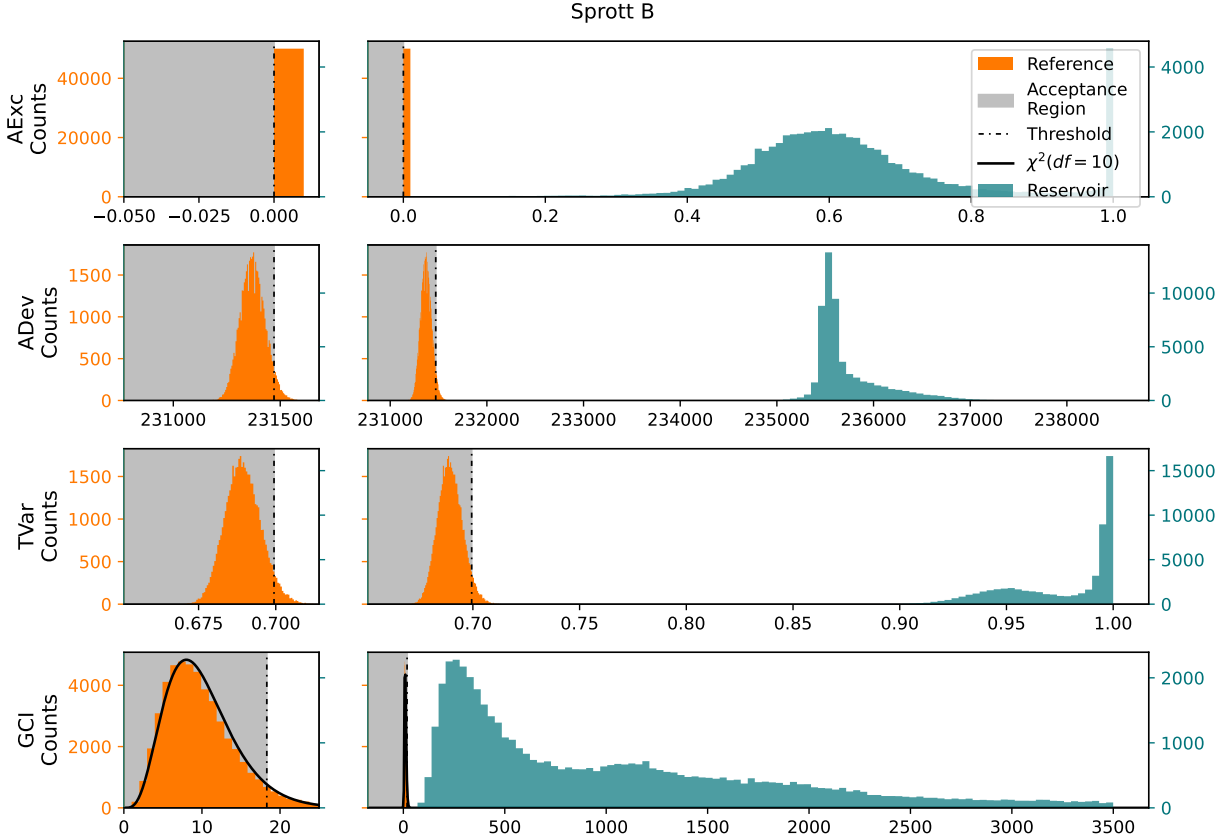 Sprott B
AExc
Counts
40000
20000
0
−0.050 −0.025 0.000
0.0 0.2 0.4 0.6 0.8 1.0
4000
2000
0
Reference
Acceptance
Region
Threshold
χ²(df = 10)
Reservoir
ADev
Counts
1500
1000
500
0
231000 231500
231000 232000 233000 234000 235000 236000 237000 238000
10000
5000
0
TVar
Counts
1500
1000
500
0
0.675 0.700
0.70 0.75 0.80 0.85 0.90 0.95 1.00
15000
10000
5000
0
GCI
Counts
4000
2000
0
0 10 20
0 500 1000 1500 2000 2500 3000 3500
2000
1000
0